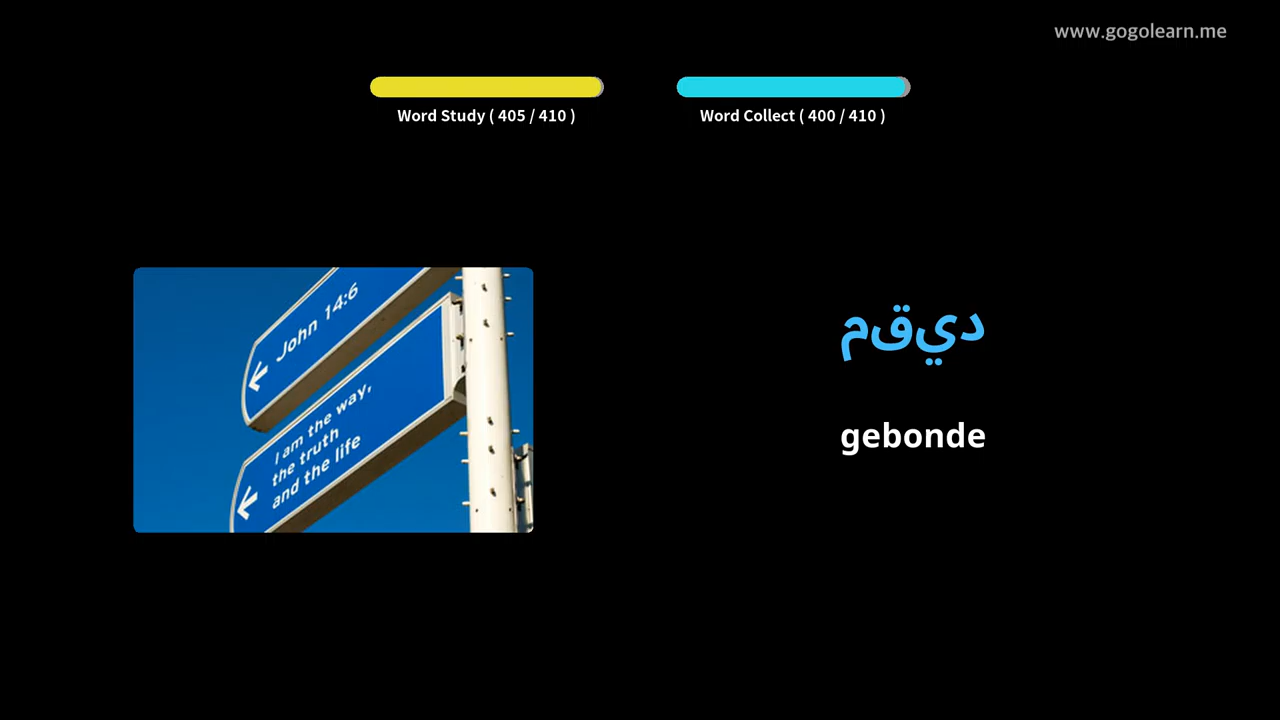 www.gogolearn.me
Word Study ( 405 / 410 )
Word Collect ( 400 / 410 )
John 14:6
I am the way,
the truth
and the life
ديقم
gebonde